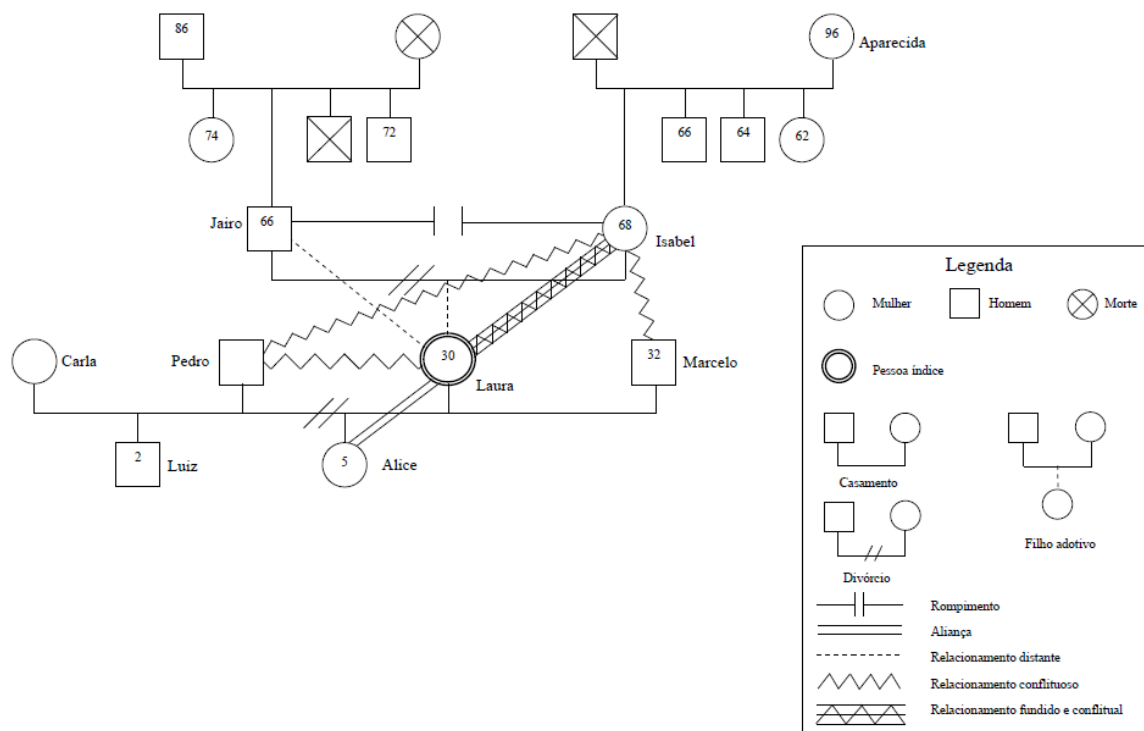 86
96
Aparecida
74
72
66
64
62
Jairo
66
68
Isabel
Carla
Pedro
30
Laura
32
Marcelo
2
Luiz
5
Alice
Legenda
Mulher
Homem
Morte
Pessoa índice
Casamento
Filho adotivo
Divórcio
Rompimento
Aliança
Relacionamento distante
Relacionamento conflituoso
Relacionamento fundido e conflitual